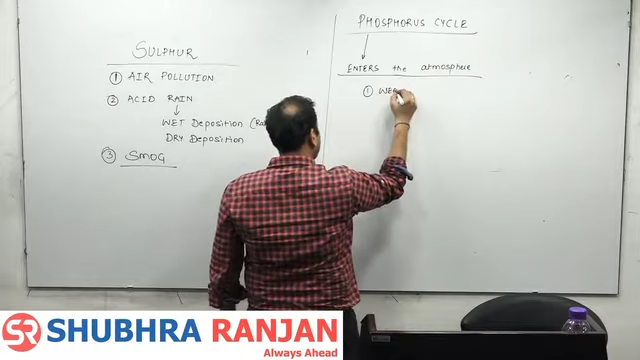 SULPHUR
① AIR POLLUTION
② ACID RAIN
WET Deposition
DRY Deposition
③ SMOG
PHOSPHORUS CYCLE
ENTERS the atmosphere
①
SR SHUBHRA RANJAN
Always Ahead